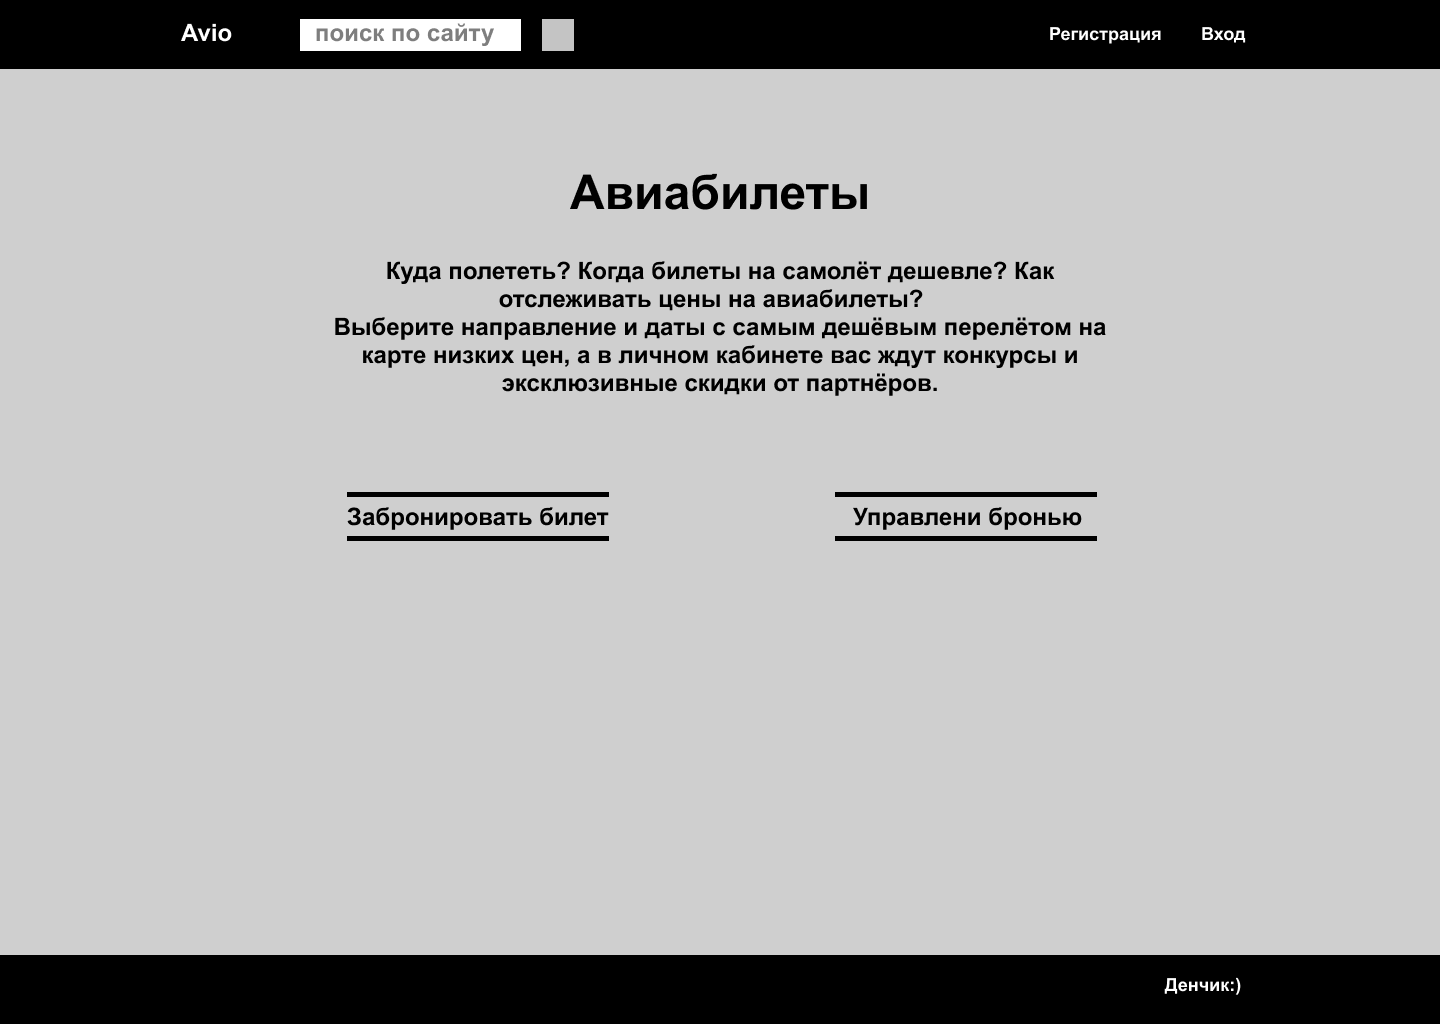 Avio
поиск по сайту
Регистрация
Вход
Авиабилеты
Куда полететь? Когда билеты на самолёт дешевле? Как
отслеживать цены на авиабилеты?
Выберите направление и даты с самым дешёвым перелётом на
карте низких цен, а в личном кабинете вас ждут конкурсы и
эксклюзивные скидки от партнёров.
Забронировать билет
Управлени бронью
Денчик:)